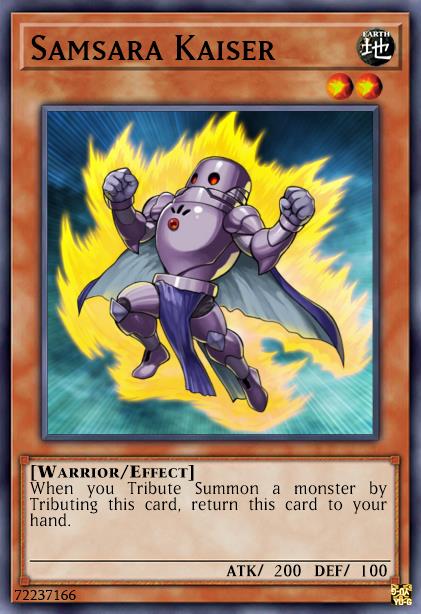 Samsara Kaiser
EARTH
地
[Warrior/Effect]
When you Tribute Summon a monster by
Tributing this card, return this card to your
hand.
ATK/ 200 DEF/ 100
72237166